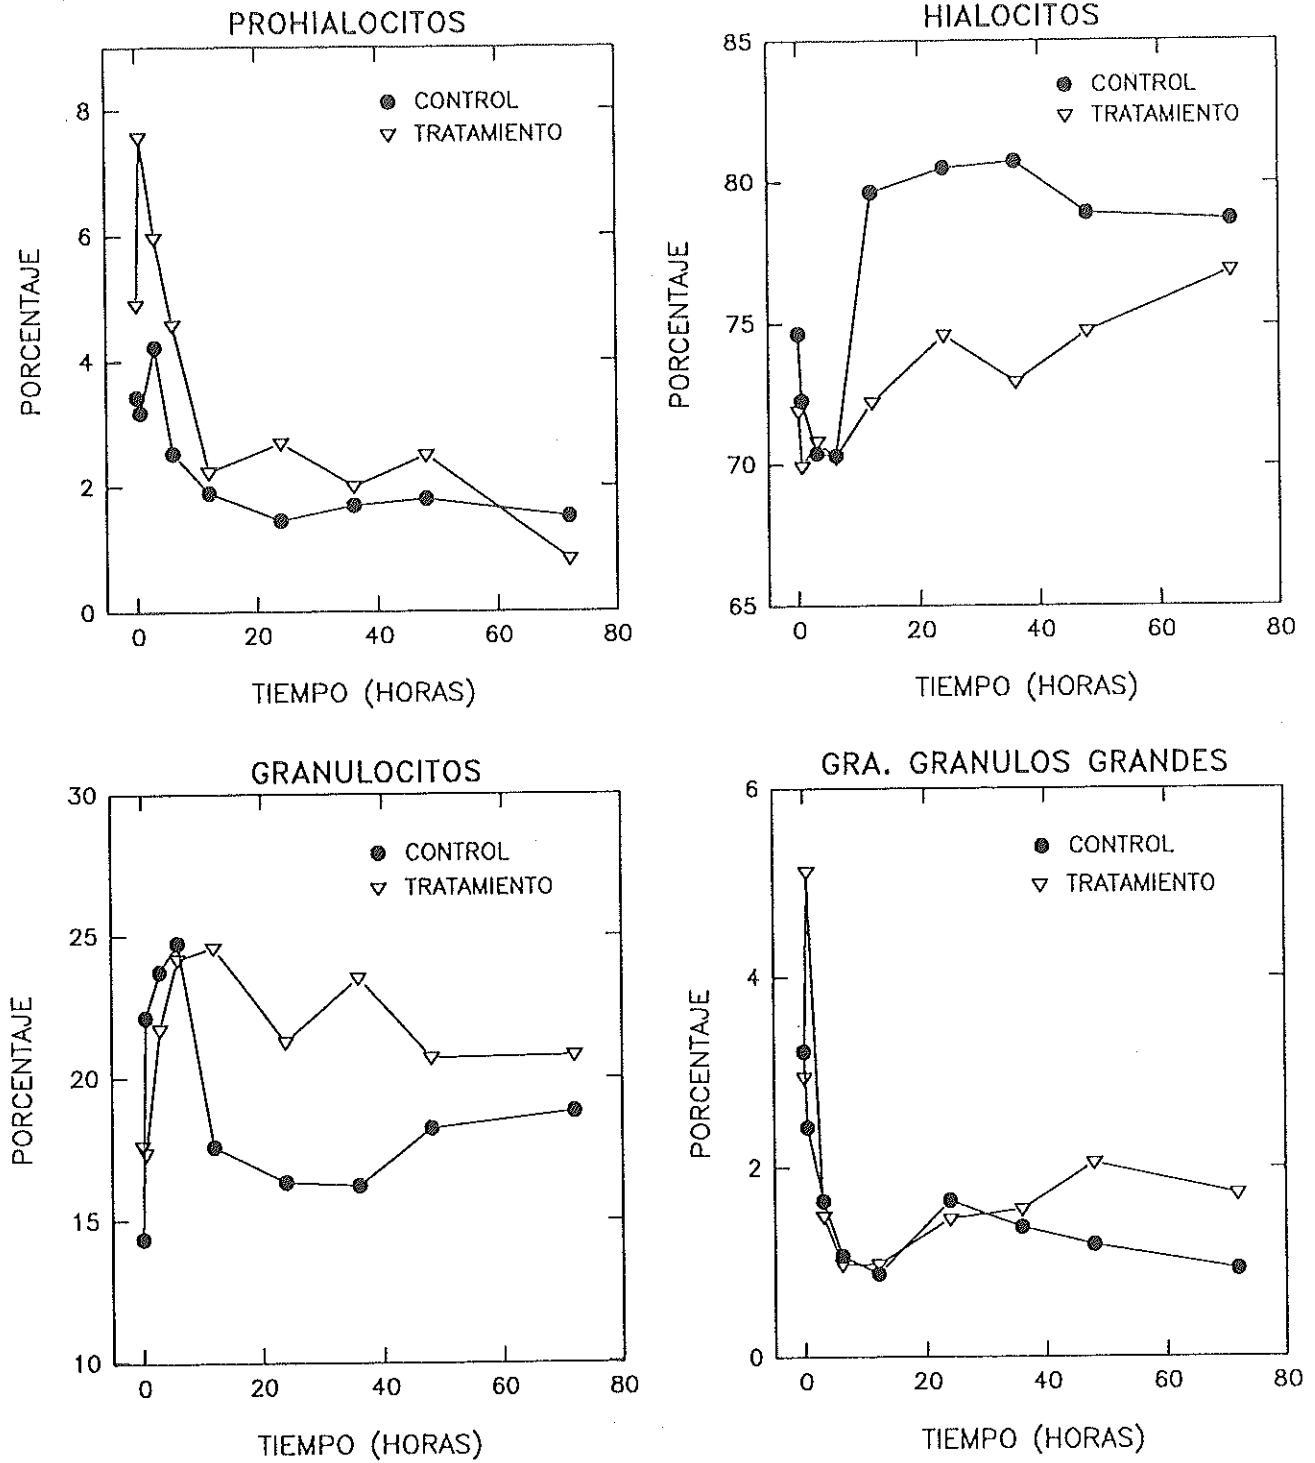 PROHIALOCITOS
CONTROL
TRATAMIENTO
8
6
4
2
0
PORCENTAJE
0 20 40 60 80
TIEMPO (HORAS)
HIALOCITOS
CONTROL
TRATAMIENTO
85
80
75
70
65
PORCENTAJE
0 20 40 60 80
TIEMPO (HORAS)
GRANULOCITOS
CONTROL
TRATAMIENTO
30
25
20
15
10
PORCENTAJE
0 20 40 60 80
TIEMPO (HORAS)
GRA. GRANULOS GRANDES
CONTROL
TRATAMIENTO
6
4
2
0
PORCENTAJE
0 20 40 60 80
TIEMPO (HORAS)